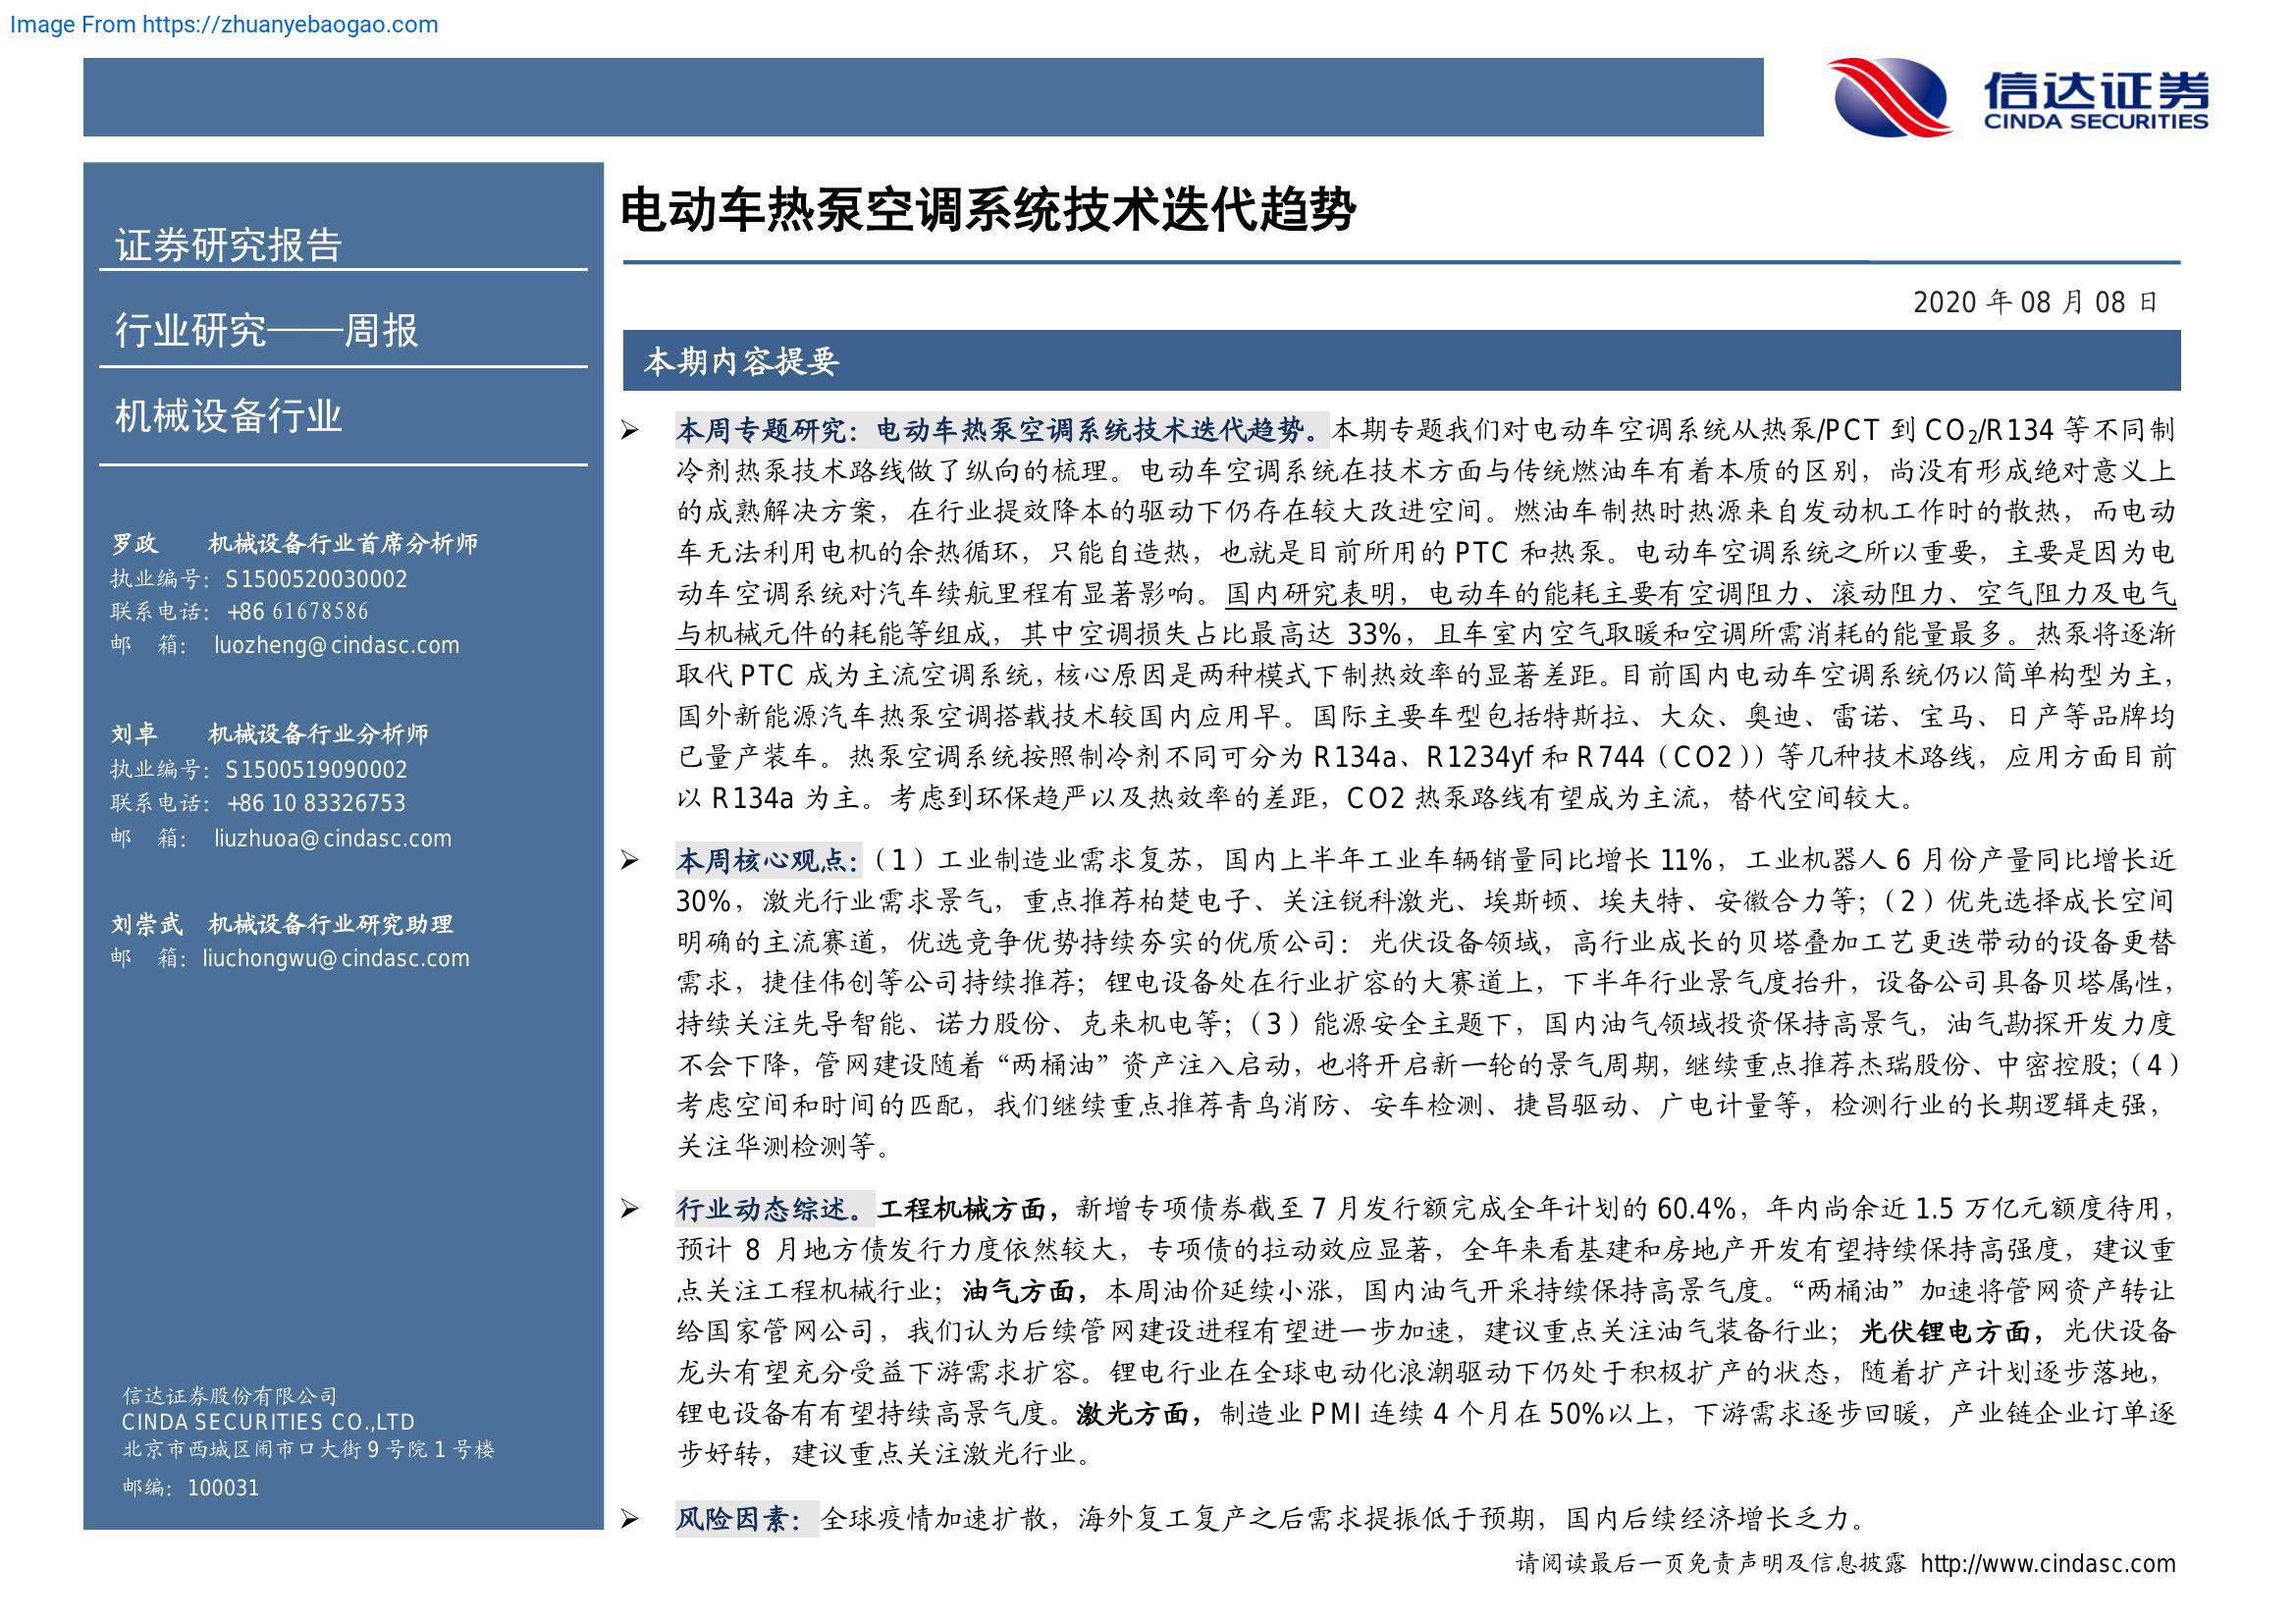 Image From https://zhuanyebaogao.com
信达证券
CINDA SECURITIES
证券研究报告
行业研究——周报
机械设备行业
罗政 机械设备行业首席分析师
执业编号：S1500520030002
联系电话：+86 61678586
邮 箱： luozheng@cindasc.com
刘卓 机械设备行业分析师
执业编号：S1500519090002
联系电话：+86 10 83326753
邮 箱： liuzhuoa@cindasc.com
刘崇武 机械设备行业研究助理
邮 箱：liuchongwu@cindasc.com
信达证券股份有限公司
CINDA SECURITIES CO.,LTD
北京市西城区闹市口大街 9 号院 1 号楼
邮编：100031
电动车热泵空调系统技术迭代趋势
2020 年 08 月 08 日
本期内容提要
➢ 本周专题研究：电动车热泵空调系统技术迭代趋势。本期专题我们对电动车空调系统从热泵/PCT 到 CO₂/R134 等不同制
冷剂热泵技术路线做了纵向的梳理。电动车空调系统在技术方面与传统燃油车有着本质的区别，尚没有形成绝对意义上
的成熟解决方案，在行业提效降本的驱动下仍存在较大改进空间。燃油车制热时热源来自发动机工作时的散热，而电动
车无法利用电机的余热循环，只能自造热，也就是目前所用的 PTC 和热泵。电动车空调系统之所以重要，主要是因为电
动车空调系统对汽车续航里程有显著影响。国内研究表明，电动车的能耗主要有空调阻力、滚动阻力、空气阻力及电气
与机械元件的耗能等组成，其中空调损失占比最高达 33%，且车室内空气取暖和空调所需消耗的能量最多。热泵将逐渐
取代 PTC 成为主流空调系统，核心原因是两种模式下制热效率的显著差距。目前国内电动车空调系统仍以简单构型为主，
国外新能源汽车热泵空调搭载技术较国内应用早。国际主要车型包括特斯拉、大众、奥迪、雷诺、宝马、日产等品牌均
已量产装车。热泵空调系统按照制冷剂不同可分为 R134a、R1234yf 和 R744（CO2））等几种技术路线，应用方面目前
以 R134a 为主。考虑到环保趋严以及热效率的差距，CO2 热泵路线有望成为主流，替代空间较大。
➢ 本周核心观点:（1）工业制造业需求复苏，国内上半年工业车辆销量同比增长 11%，工业机器人 6 月份产量同比增长近
30%，激光行业需求景气，重点推荐柏楚电子、关注锐科激光、埃斯顿、埃夫特、安徽合力等；（2）优先选择成长空间
明确的主流赛道，优选竞争优势持续夯实的优质公司：光伏设备领域，高行业成长的贝塔叠加工艺更迭带动的设备更替
需求，捷佳伟创等公司持续推荐；锂电设备处在行业扩容的大赛道上，下半年行业景气度抬升，设备公司具备贝塔属性，
持续关注先导智能、诺力股份、克来机电等；（3）能源安全主题下，国内油气领域投资保持高景气，油气勘探开发力度
不会下降，管网建设随着“两桶油”资产注入启动，也将开启新一轮的景气周期，继续重点推荐杰瑞股份、中密控股；（4）
考虑空间和时间的匹配，我们继续重点推荐青鸟消防、安车检测、捷昌驱动、广电计量等，检测行业的长期逻辑走强，
关注华测检测等。
➢ 行业动态综述。工程机械方面，新增专项债券截至 7 月发行额完成全年计划的 60.4%，年内尚余近 1.5 万亿元额度待用，
预计 8 月地方债发行力度依然较大，专项债的拉动效应显著，全年来看基建和房地产开发有望持续保持高强度，建议重
点关注工程机械行业；油气方面，本周油价延续小涨，国内油气开采持续保持高景气度。“两桶油”加速将管网资产转让
给国家管网公司，我们认为后续管网建设进程有望进一步加速，建议重点关注油气装备行业；光伏锂电方面，光伏设备
龙头有望充分受益下游需求扩容。锂电行业在全球电动化浪潮驱动下仍处于积极扩产的状态，随着扩产计划逐步落地，
锂电设备有有望持续高景气度。激光方面，制造业 PMI 连续 4 个月在 50%以上，下游需求逐步回暖，产业链企业订单逐
步好转，建议重点关注激光行业。
➢ 风险因素：全球疫情加速扩散，海外复工复产之后需求提振低于预期，国内后续经济增长乏力。
请阅读最后一页免责声明及信息披露 http://www.cindasc.com